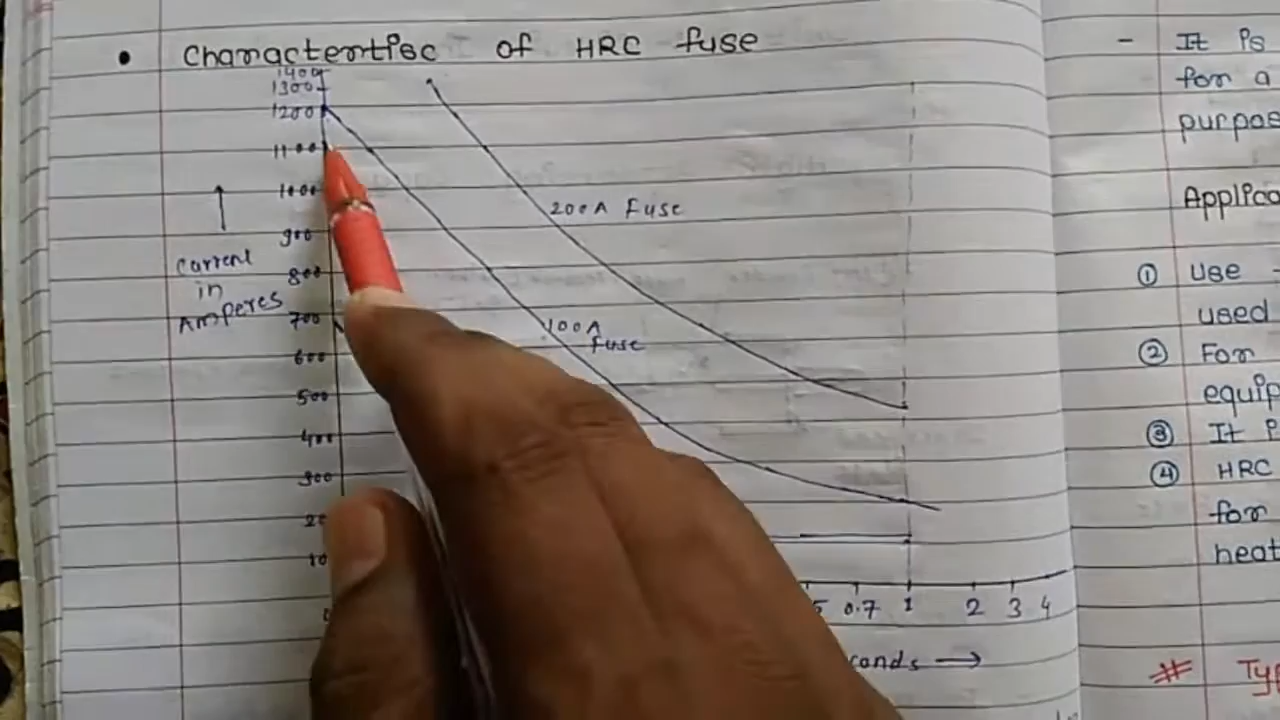 • Charactertisc of HRC fuse
1400
1300
1200
1100
1000
900
800
700
600
500
400
300
Current
in
Amperes
200A Fuse
100A
fuse
0.7 1 2 3 4
conds →
- It is
for a
purpos
Applica
① Use -
used
② For
equip
③ It
④ HRC
for
heat
# Typ